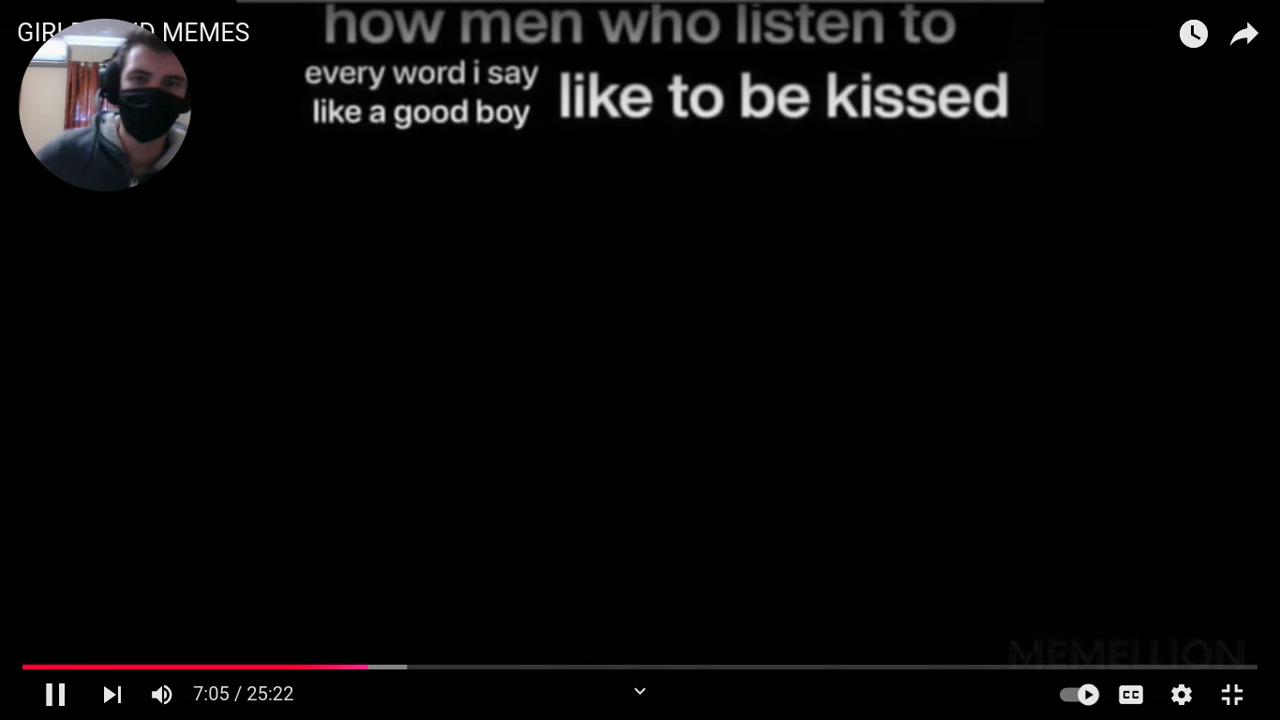 GIRL
D MEMES
how men who listen to
every word i say
like a good boy
like to be kissed
MEMELLION
7:05 / 25:22
CC